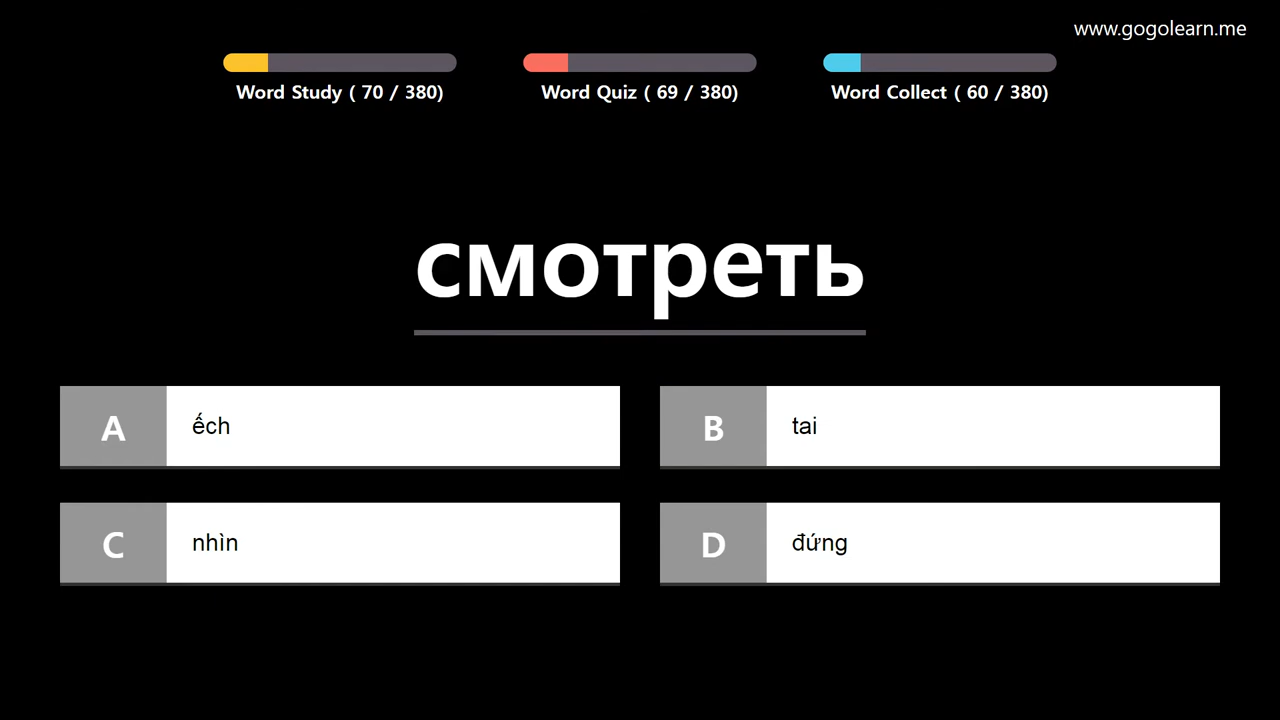 www.gogolearn.me
Word Study ( 70 / 380)
Word Quiz ( 69 / 380)
Word Collect ( 60 / 380)
смотреть
A ếch
B tai
C nhìn
D đứng